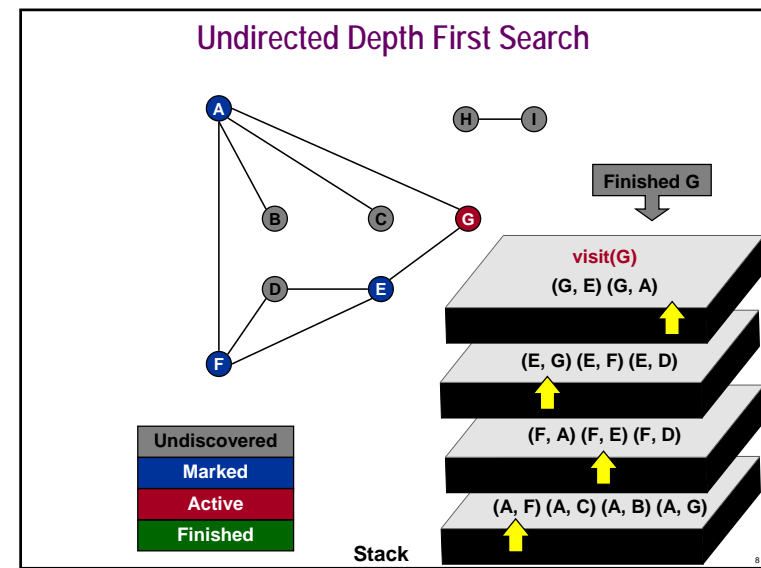 Undirected Depth First Search
A
H
I
Finished G
B
C
G
visit(G)
(G, E) (G, A)
D
E
(E, G) (E, F) (E, D)
F
(F, A) (F, E) (F, D)
Undiscovered
Marked
Active
Finished
(A, F) (A, C) (A, B) (A, G)
Stack
8